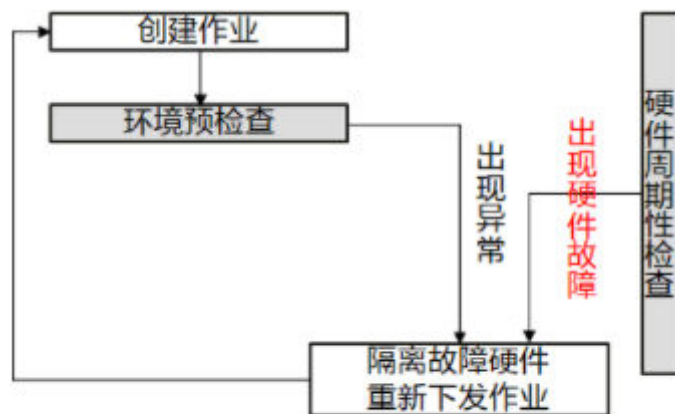 创建作业
环境预检查
出现异常
出现硬件故障
硬件周期性检查
隔离故障硬件
重新下发作业